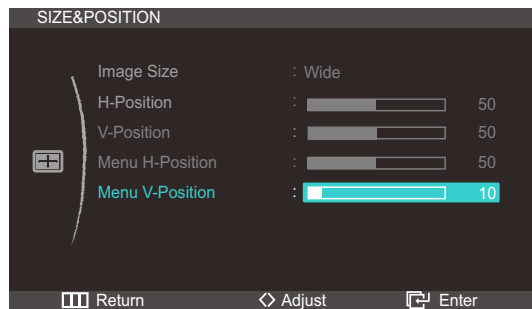 SIZE&POSITION
Image Size : Wide
H-Position : 50
V-Position : 50
Menu H-Position : 50
Menu V-Position : 10
Return Adjust Enter